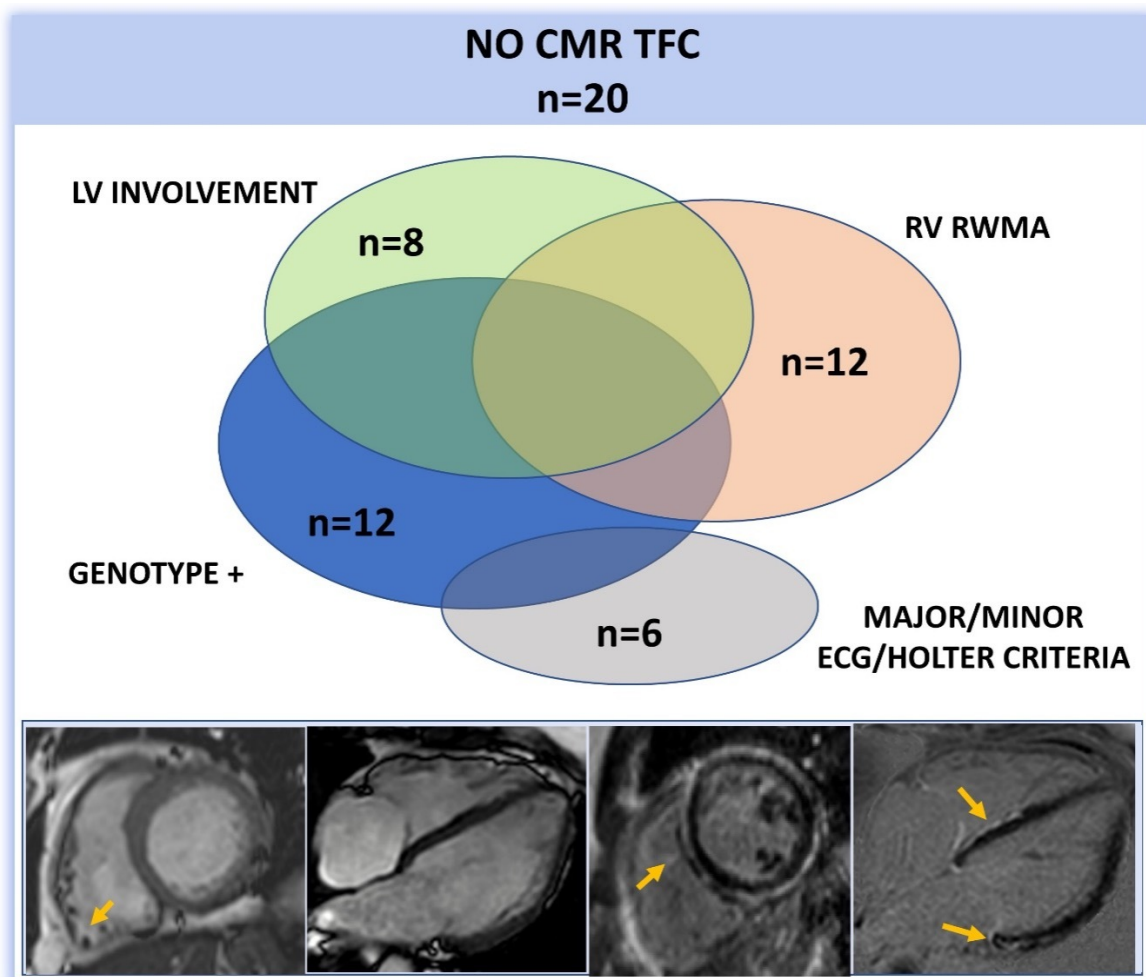 NO CMR TFC
n=20
LV INVOLVEMENT
n=8
RV RWMA
n=12
n=12
GENOTYPE +
n=6
MAJOR/MINOR
ECG/HOLTER CRITERIA